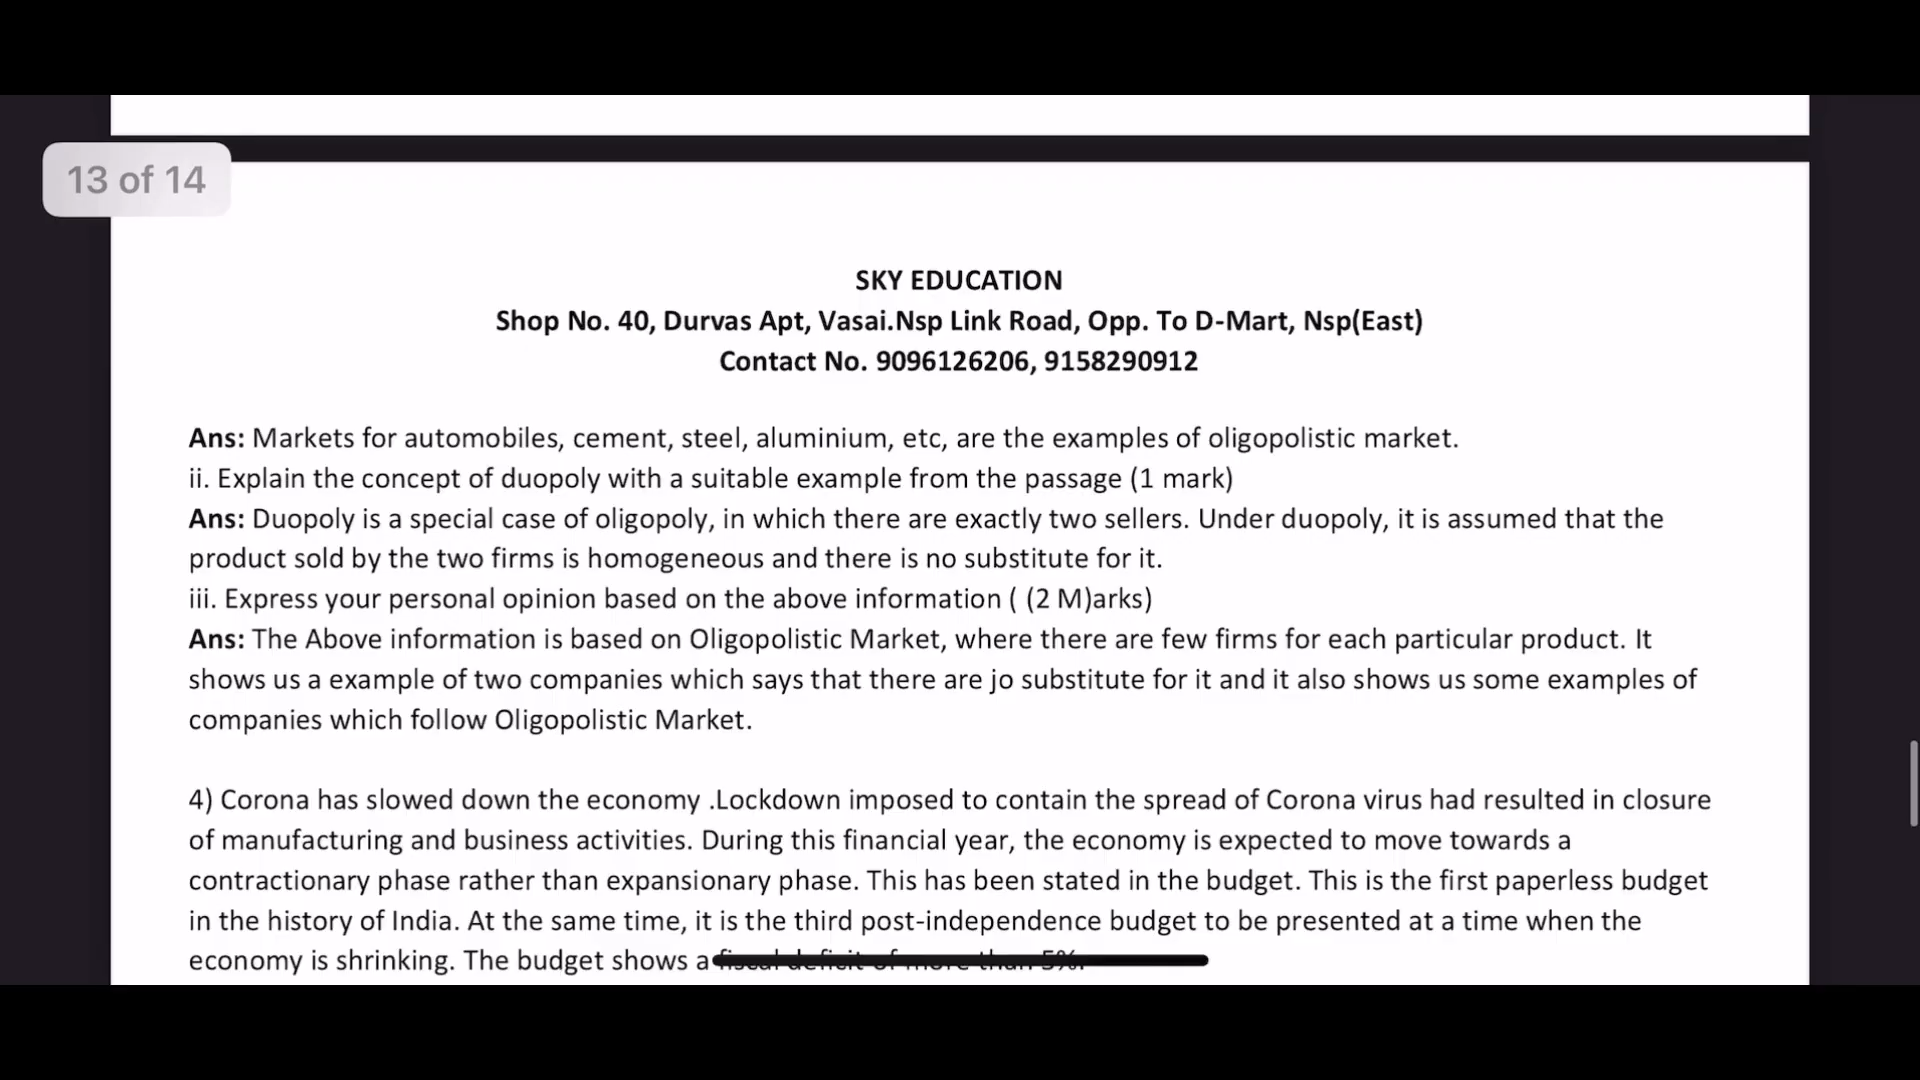 13 of 14
SKY EDUCATION
Shop No. 40, Durvas Apt, Vasai.Nsp Link Road, Opp. To D-Mart, Nsp(East)
Contact No. 9096126206, 9158290912
Ans: Markets for automobiles, cement, steel, aluminium, etc, are the examples of oligopolistic market.
ii. Explain the concept of duopoly with a suitable example from the passage (1 mark)
Ans: Duopoly is a special case of oligopoly, in which there are exactly two sellers. Under duopoly, it is assumed that the
product sold by the two firms is homogeneous and there is no substitute for it.
iii. Express your personal opinion based on the above information ( (2 M)arks)
Ans: The Above information is based on Oligopolistic Market, where there are few firms for each particular product. It
shows us a example of two companies which says that there are jo substitute for it and it also shows us some examples of
companies which follow Oligopolistic Market.
4) Corona has slowed down the economy .Lockdown imposed to contain the spread of Corona virus had resulted in closure
of manufacturing and business activities. During this financial year, the economy is expected to move towards a
contractionary phase rather than expansionary phase. This has been stated in the budget. This is the first paperless budget
in the history of India. At the same time, it is the third post-independence budget to be presented at a time when the
economy is shrinking. The budget shows a fiscal deficit of more than 5%.